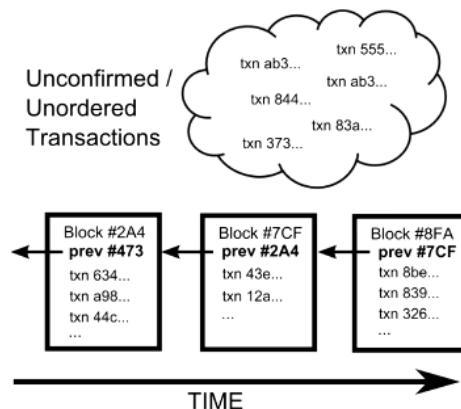 Unconfirmed /
Unordered
Transactions
txn 555...
txn ab3...
txn ab3...
txn 844...
txn 83a...
txn 373...
Block #2A4
prev #473
txn 634...
txn a98...
txn 44c...
...
Block #7CF
prev #2A4
txn 43e...
txn 12a...
...
Block #8FA
prev #7CF
txn 8be...
txn 839...
txn 326...
...
TIME